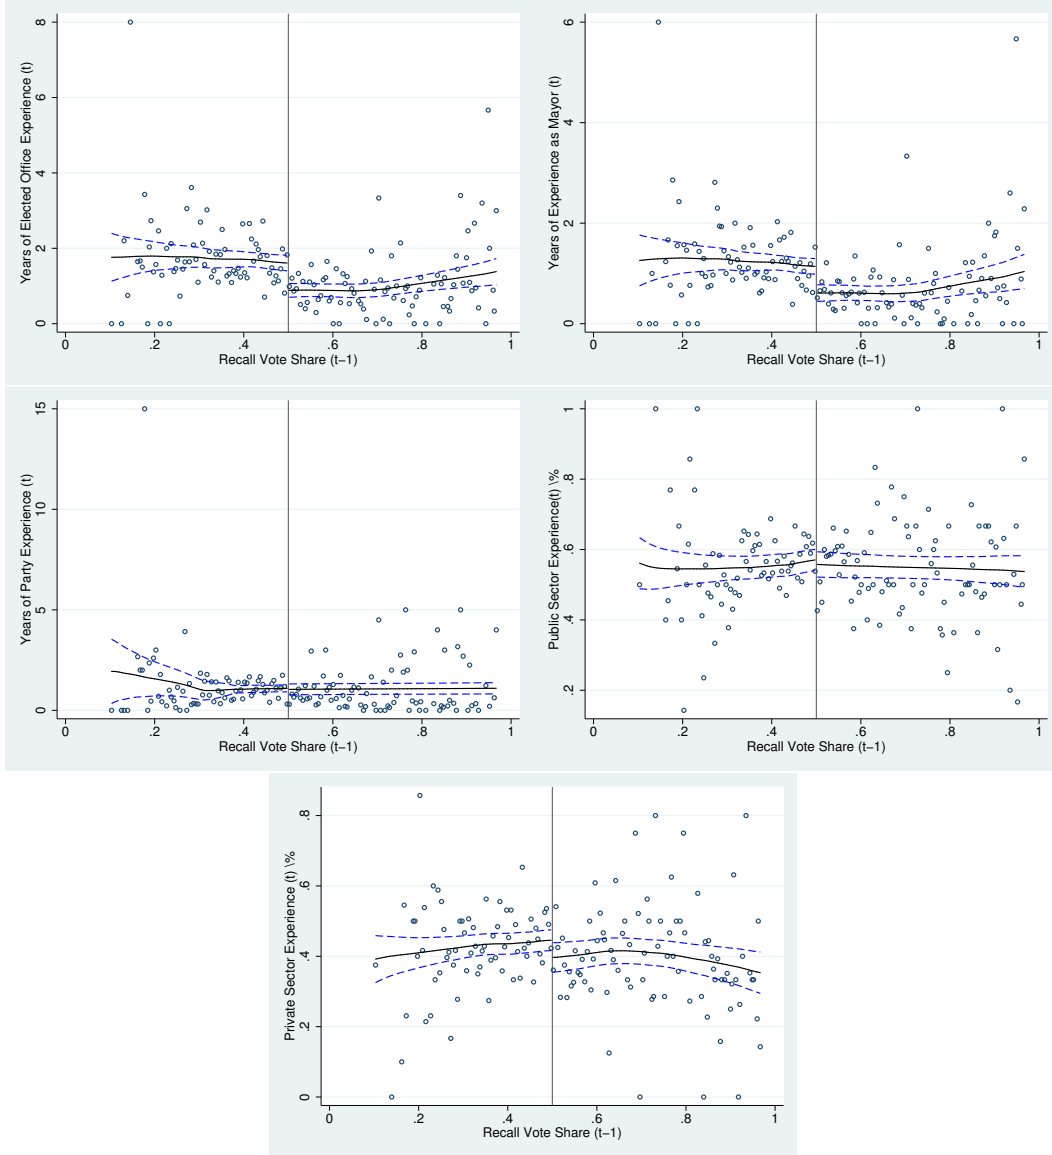 Years of Elected Office Experience (t)
8
6
4
2
0
0 .2 .4 .6 .8 1
Recall Vote Share (t−1)
Years of Experience as Mayor (t)
6
4
2
0
0 .2 .4 .6 .8 1
Recall Vote Share (t−1)
Years of Party Experience (t)
15
10
5
0
0 .2 .4 .6 .8 1
Recall Vote Share (t−1)
Public Sector Experience(t) \%
1
.8
.6
.4
.2
0 .2 .4 .6 .8 1
Recall Vote Share (t−1)
Private Sector Experience (t) \%
.8
.6
.4
.2
0
0 .2 .4 .6 .8 1
Recall Vote Share (t−1)